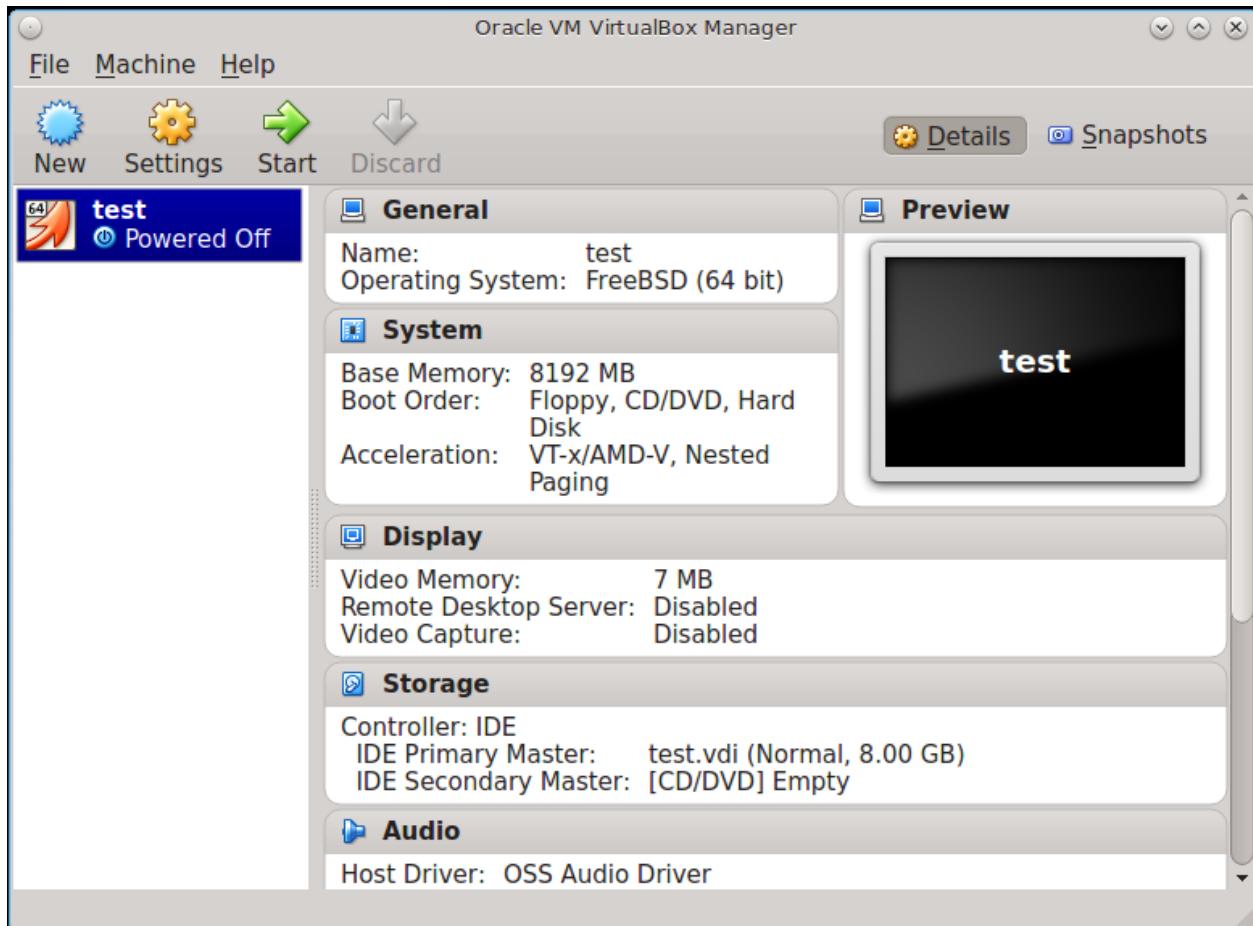 Oracle VM VirtualBox Manager
File Machine Help
New Settings Start Discard
Details Snapshots
64
test
Powered Off
General
Name: test
Operating System: FreeBSD (64 bit)
System
Base Memory: 8192 MB
Boot Order: Floppy, CD/DVD, Hard
Disk
Acceleration: VT-x/AMD-V, Nested
Paging
Preview
test
Display
Video Memory: 7 MB
Remote Desktop Server: Disabled
Video Capture: Disabled
Storage
Controller: IDE
IDE Primary Master: test.vdi (Normal, 8.00 GB)
IDE Secondary Master: [CD/DVD] Empty
Audio
Host Driver: OSS Audio Driver